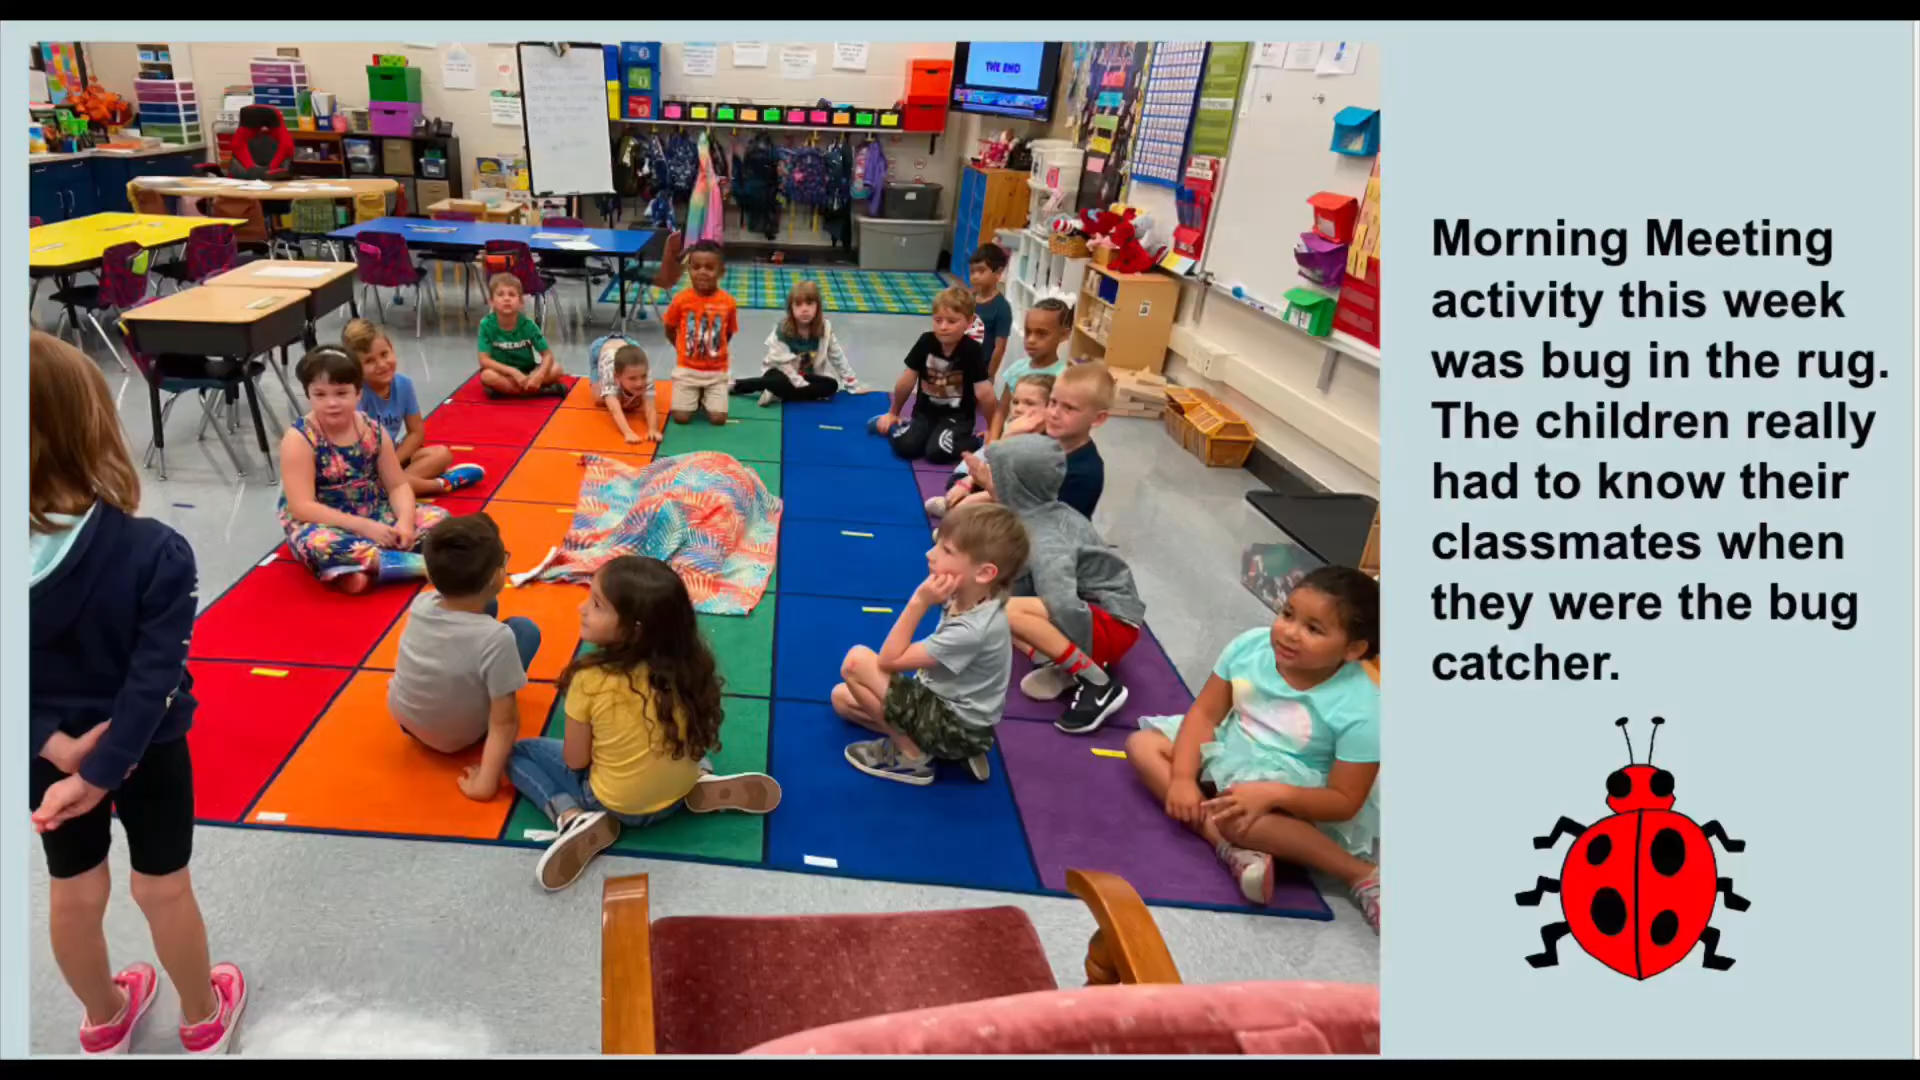 THE END
Morning Meeting
activity this week
was bug in the rug.
The children really
had to know their
classmates when
they were the bug
catcher.